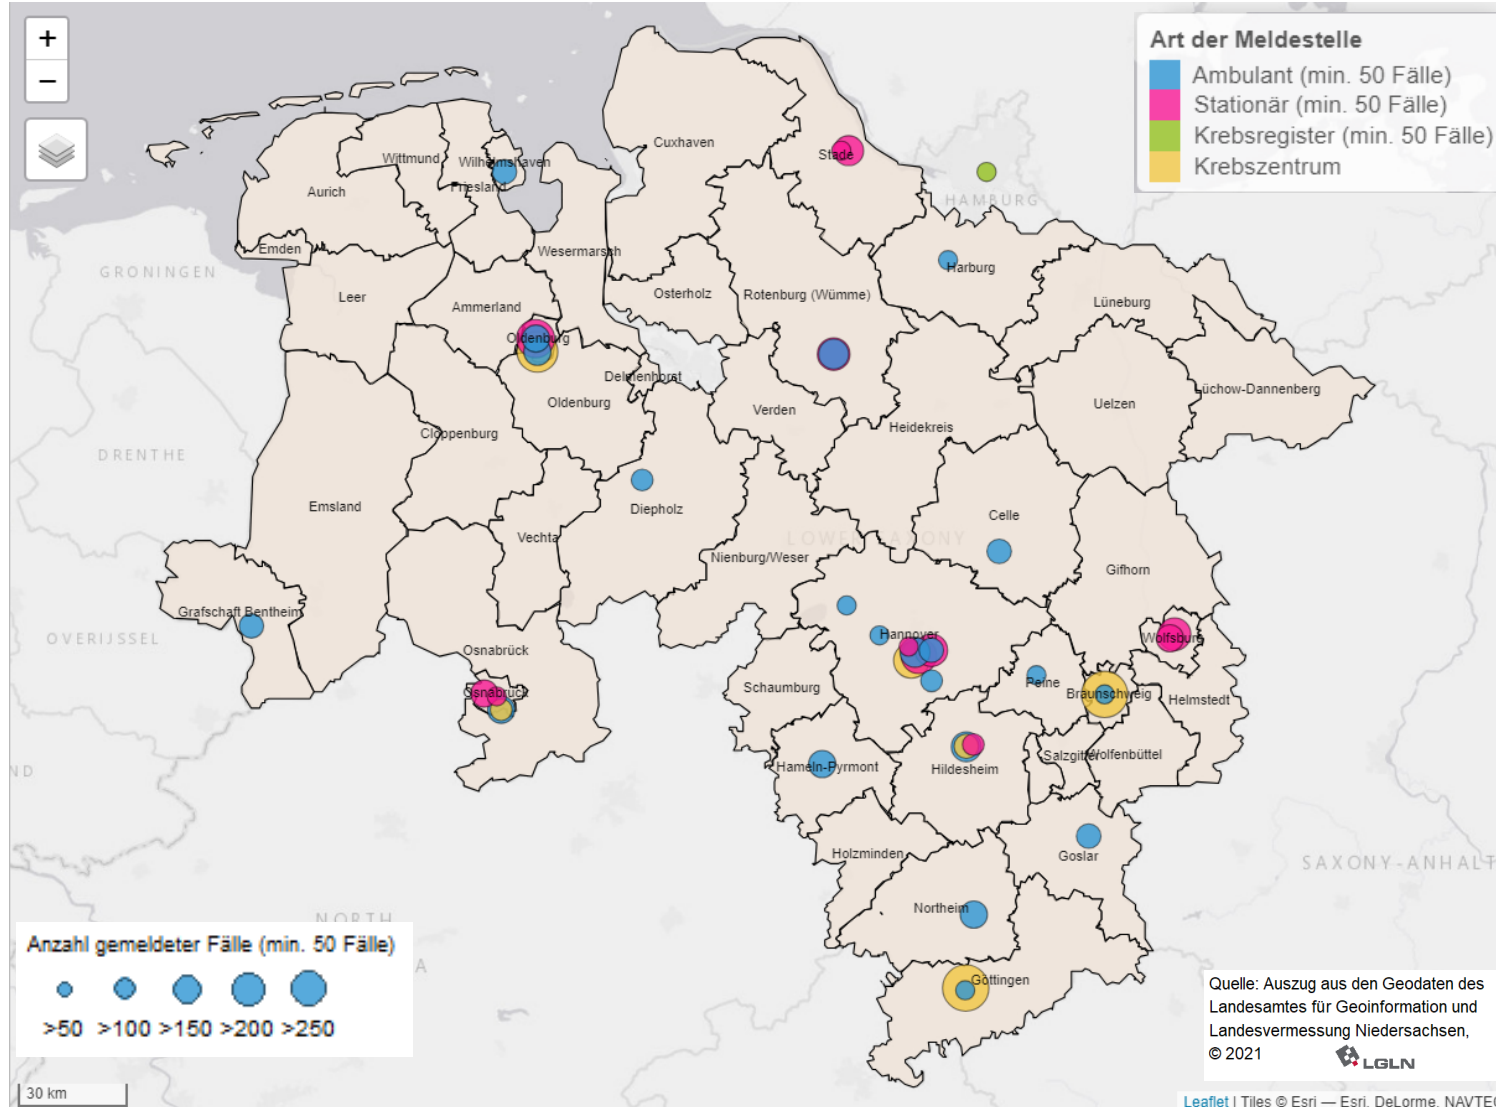 +
−
Art der Meldestelle
Ambulant (min. 50 Fälle)
Stationär (min. 50 Fälle)
Krebsregister (min. 50 Fälle)
Krebszentrum
Cuxhaven
Stade
Wittmund
Wilhelmshaven
Friesland
Aurich
HAMBURG
Emden
Wesermarsch
GRONINGEN
Harburg
Leer
Ammerland
Osterholz
Rotenburg (Wümme)
Lüneburg
Oldenburg
Delmenhorst
Oldenburg
Verden
Uelzen
Lüchow-Dannenberg
Heidekreis
Cloppenburg
DRENTHE
Emsland
Diepholz
Celle
Vechta
LOWER SAXONY
Nienburg/Weser
Gifhorn
Grafschaft Bentheim
OVERIJSSEL
Hannover
Wolfsburg
Osnabrück
Osnabrück
Schaumburg
Peine
Braunschweig
Helmstedt
Salzgitter
Wolfenbüttel
Hameln-Pyrmont
Hildesheim
ND
Holzminden
Goslar
SAXONY-ANHALT
Northeim
NORTH
A
Göttingen
Anzahl gemeldeter Fälle (min. 50 Fälle)
>50 >100 >150 >200 >250
Quelle: Auszug aus den Geodaten des
Landesamtes für Geoinformation und
Landesvermessung Niedersachsen,
© 2021
LGLN
30 km
Leaflet | Tiles © Esri — Esri, DeLorme, NAVTEQ